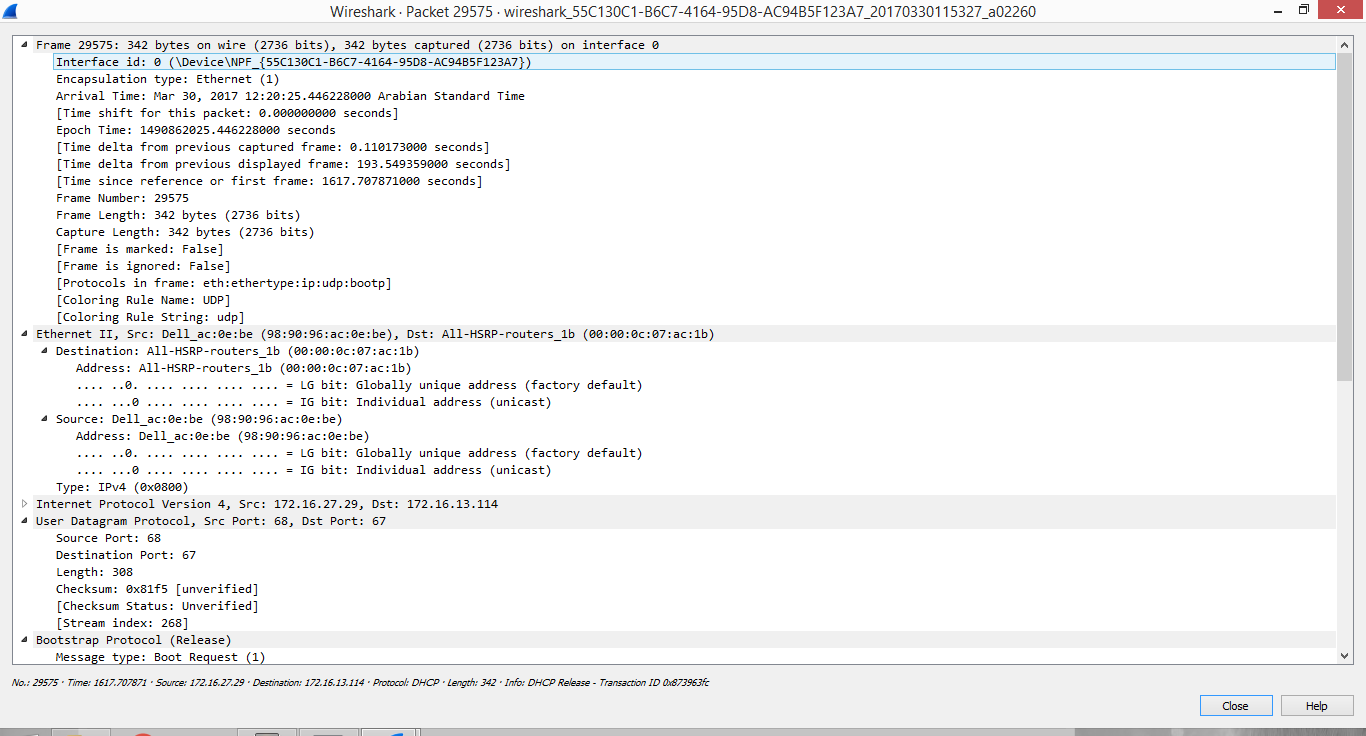 Wireshark · Packet 29575 · wireshark_55C130C1-B6C7-4164-95D8-AC94B5F123A7_20170330115327_a02260
Frame 29575: 342 bytes on wire (2736 bits), 342 bytes captured (2736 bits) on interface 0
Interface id: 0 (\Device\NPF_{55C130C1-B6C7-4164-95D8-AC94B5F123A7})
Encapsulation type: Ethernet (1)
Arrival Time: Mar 30, 2017 12:20:25.446228000 Arabian Standard Time
[Time shift for this packet: 0.000000000 seconds]
Epoch Time: 1490862025.446228000 seconds
[Time delta from previous captured frame: 0.110173000 seconds]
[Time delta from previous displayed frame: 193.549359000 seconds]
[Time since reference or first frame: 1617.707871000 seconds]
Frame Number: 29575
Frame Length: 342 bytes (2736 bits)
Capture Length: 342 bytes (2736 bits)
[Frame is marked: False]
[Frame is ignored: False]
[Protocols in frame: eth:ethertype:ip:udp:bootp]
[Coloring Rule Name: UDP]
[Coloring Rule String: udp]
Ethernet II, Src: Dell_ac:0e:be (98:90:96:ac:0e:be), Dst: All-HSRP-routers_1b (00:00:0c:07:ac:1b)
Destination: All-HSRP-routers_1b (00:00:0c:07:ac:1b)
Address: All-HSRP-routers_1b (00:00:0c:07:ac:1b)
.... ..0. .... .... .... .... = LG bit: Globally unique address (factory default)
.... ...0 .... .... .... .... = IG bit: Individual address (unicast)
Source: Dell_ac:0e:be (98:90:96:ac:0e:be)
Address: Dell_ac:0e:be (98:90:96:ac:0e:be)
.... ..0. .... .... .... .... = LG bit: Globally unique address (factory default)
.... ...0 .... .... .... .... = IG bit: Individual address (unicast)
Type: IPv4 (0x0800)
Internet Protocol Version 4, Src: 172.16.27.29, Dst: 172.16.13.114
User Datagram Protocol, Src Port: 68, Dst Port: 67
Source Port: 68
Destination Port: 67
Length: 308
Checksum: 0x81f5 [unverified]
[Checksum Status: Unverified]
[Stream index: 268]
Bootstrap Protocol (Release)
Message type: Boot Request (1)
No.: 29575 · Time: 1617.707871 · Source: 172.16.27.29 · Destination: 172.16.13.114 · Protocol: DHCP · Length: 342 · Info: DHCP Release - Transaction ID 0x873963fc
Close
Help